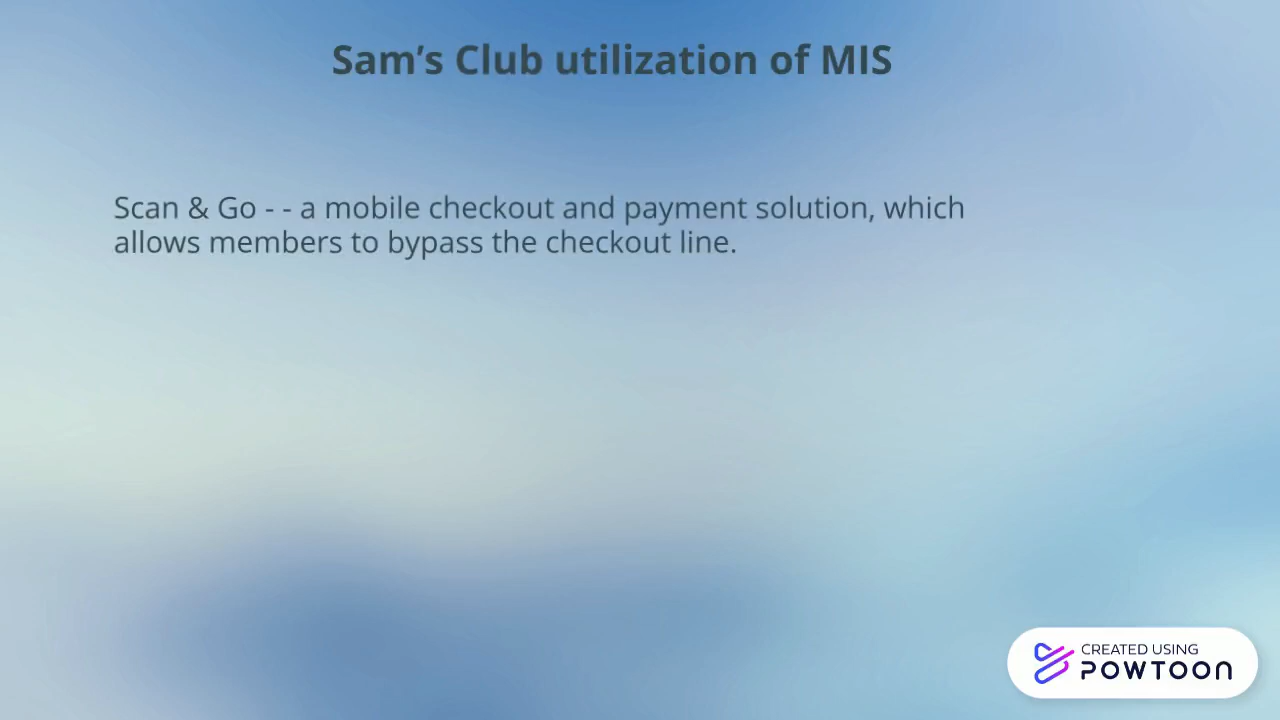 Sam’s Club utilization of MIS
Scan & Go - - a mobile checkout and payment solution, which
allows members to bypass the checkout line.
CREATED USING
POWTOON